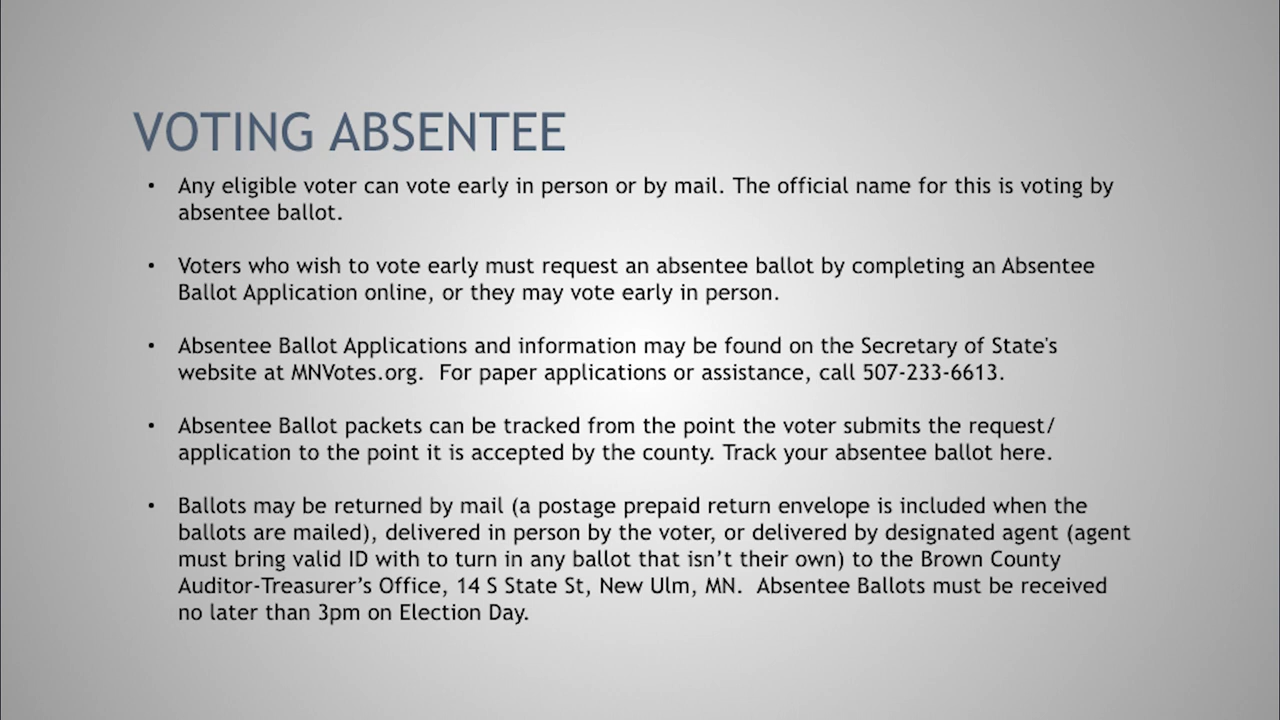 VOTING ABSENTEE
• Any eligible voter can vote early in person or by mail. The official name for this is voting by
absentee ballot.
• Voters who wish to vote early must request an absentee ballot by completing an Absentee
Ballot Application online, or they may vote early in person.
• Absentee Ballot Applications and information may be found on the Secretary of State's
website at MNVotes.org.  For paper applications or assistance, call 507-233-6613.
• Absentee Ballot packets can be tracked from the point the voter submits the request/
application to the point it is accepted by the county. Track your absentee ballot here.
• Ballots may be returned by mail (a postage prepaid return envelope is included when the
ballots are mailed), delivered in person by the voter, or delivered by designated agent (agent
must bring valid ID with to turn in any ballot that isn’t their own) to the Brown County
Auditor-Treasurer’s Office, 14 S State St, New Ulm, MN.  Absentee Ballots must be received
no later than 3pm on Election Day.